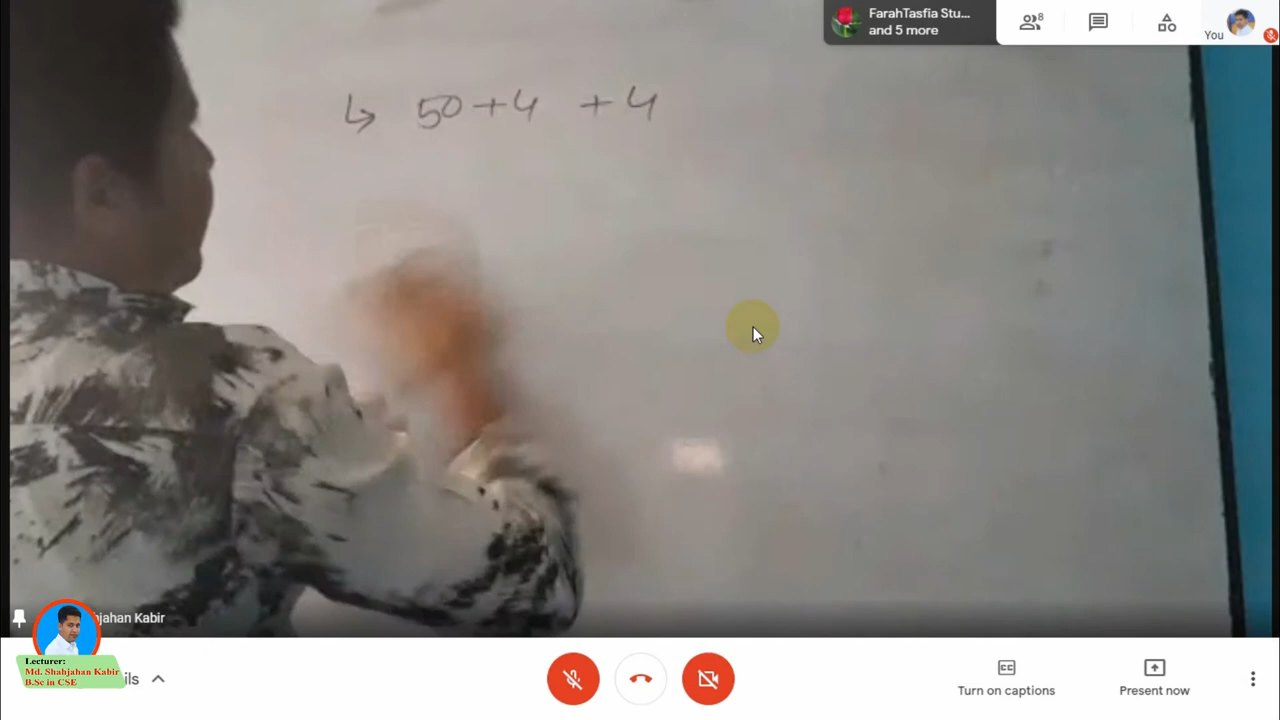 FarahTasfia Stu...
and 5 more
8
You
↳ 50+4 +4
jahan Kabir
Lecturer:
Md. Shahjahan Kabir
B.Sc in CSE
ils
Turn on captions
Present now